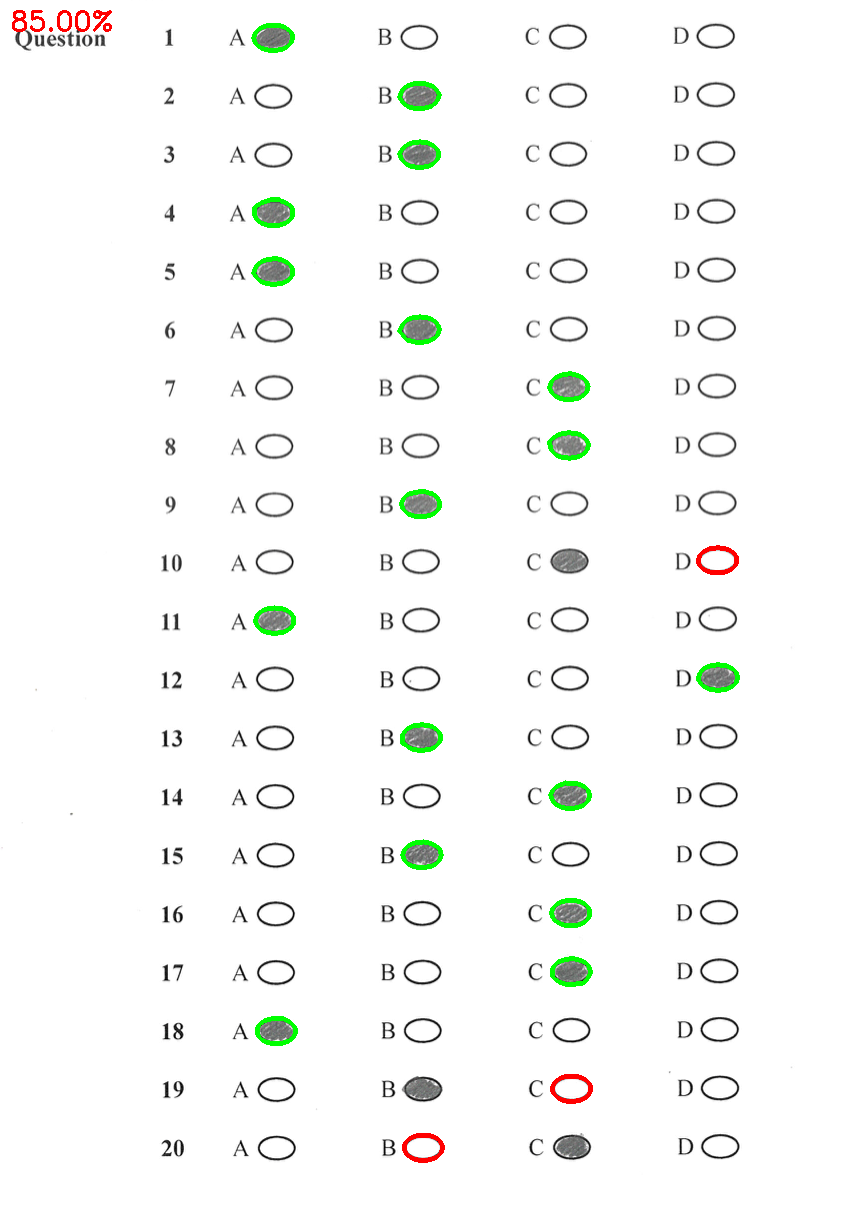 85.00%
Question 1 A B C D
2 A B C D
3 A B C D
4 A B C D
5 A B C D
6 A B C D
7 A B C D
8 A B C D
9 A B C D
10 A B C D
11 A B C D
12 A B C D
13 A B C D
14 A B C D
15 A B C D
16 A B C D
17 A B C D
18 A B C D
19 A B C D
20 A B C D